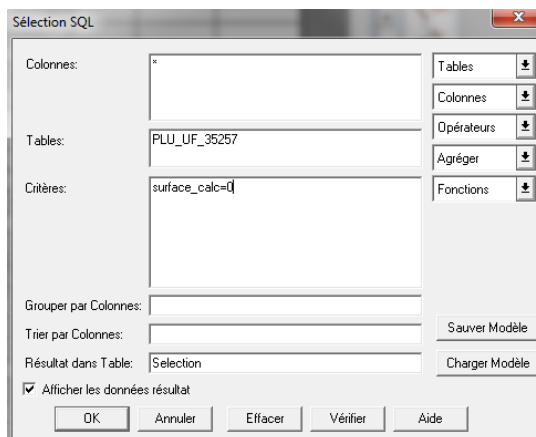 Sélection SQL
Colonnes: * Tables
Colonnes
Opérateurs
Tables: PLU_UF_35257
Agréger
Critères: surface_calc=0 Fonctions
Grouper par Colonnes:
Trier par Colonnes: Sauver Modèle
Résultat dans Table: Selection Charger Modèle
Afficher les données résultat
OK Annuler Effacer Vérifier Aide